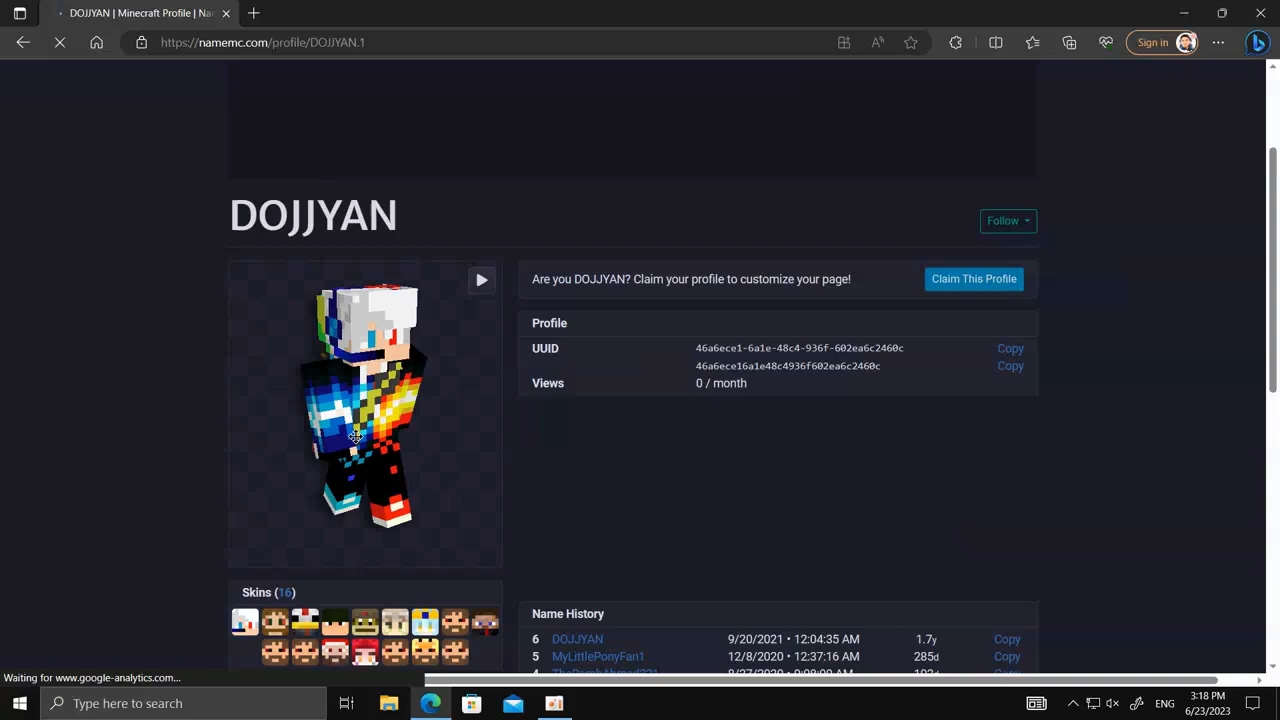 DOJJYAN | Minecraft Profile | Na
https://namemc.com/profile/DOJJYAN.1
Sign in
DOJJYAN
Follow
Are you DOJJYAN? Claim your profile to customize your page!
Claim This Profile
Profile
UUID 46a6ece1-6a1e-48c4-936f-602ea6c2460c Copy
46a6ece16a1e48c4936f602ea6c2460c Copy
Views 0 / month
Skins (16)
Name History
6 DOJJYAN 9/20/2021 • 12:04:35 AM 1.7y Copy
5 MyLittlePonyFan1 12/8/2020 • 12:37:16 AM 285d Copy
Waiting for www.google-analytics.com...
Type here to search
ENG
3:18 PM
6/23/2023